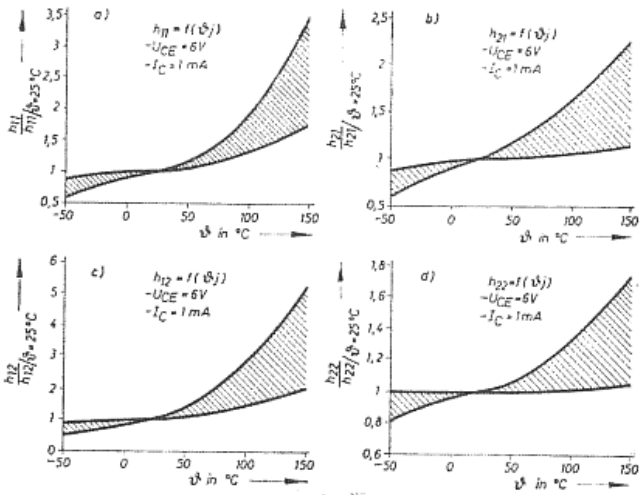 a)
h11 = f(ϑj)
-UCE = 6V
-IC = 1 mA
h11
h11/ϑ=25°C
3,5
3
2,5
2
1,5
1
0,5
-50 0 50 100 150
ϑ in °C
b)
h21 = f(ϑj)
-UCE = 6V
-IC = 1 mA
h21
h21/ϑ=25°C
2,5
2
1,5
1
0,5
-50 0 50 100 150
ϑ in °C
c)
h12 = f(ϑj)
-UCE = 6V
-IC = 1 mA
h12
h12/ϑ=25°C
6
5
4
3
2
1
0
-50 0 50 100 150
ϑ in °C
d)
h22 = f(ϑj)
-UCE = 6V
-IC = 1 mA
h22
h22/ϑ=25°C
1,8
1,6
1,4
1,2
1
0,8
0,6
-50 0 50 100 150
ϑ in °C